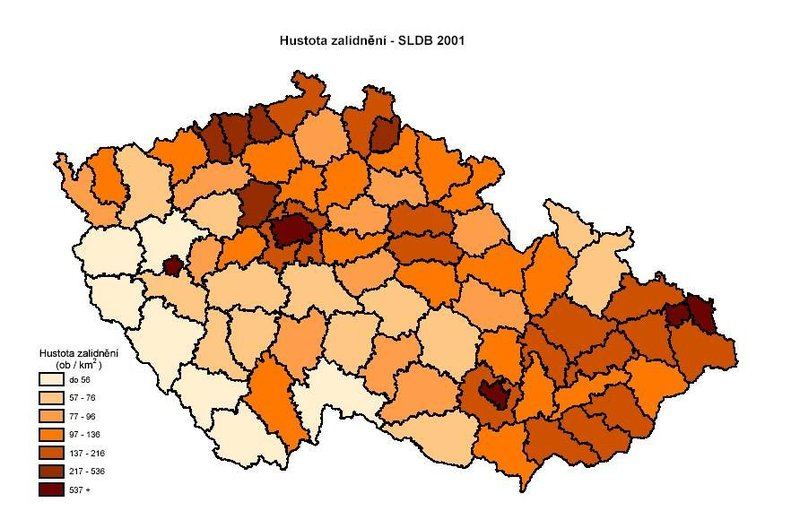 Hustota zalidnění - SLDB 2001
Hustota zalidnění
(ob / km²)
do 56
57 - 76
77 - 96
97 - 136
137 - 216
217 - 536
537 +